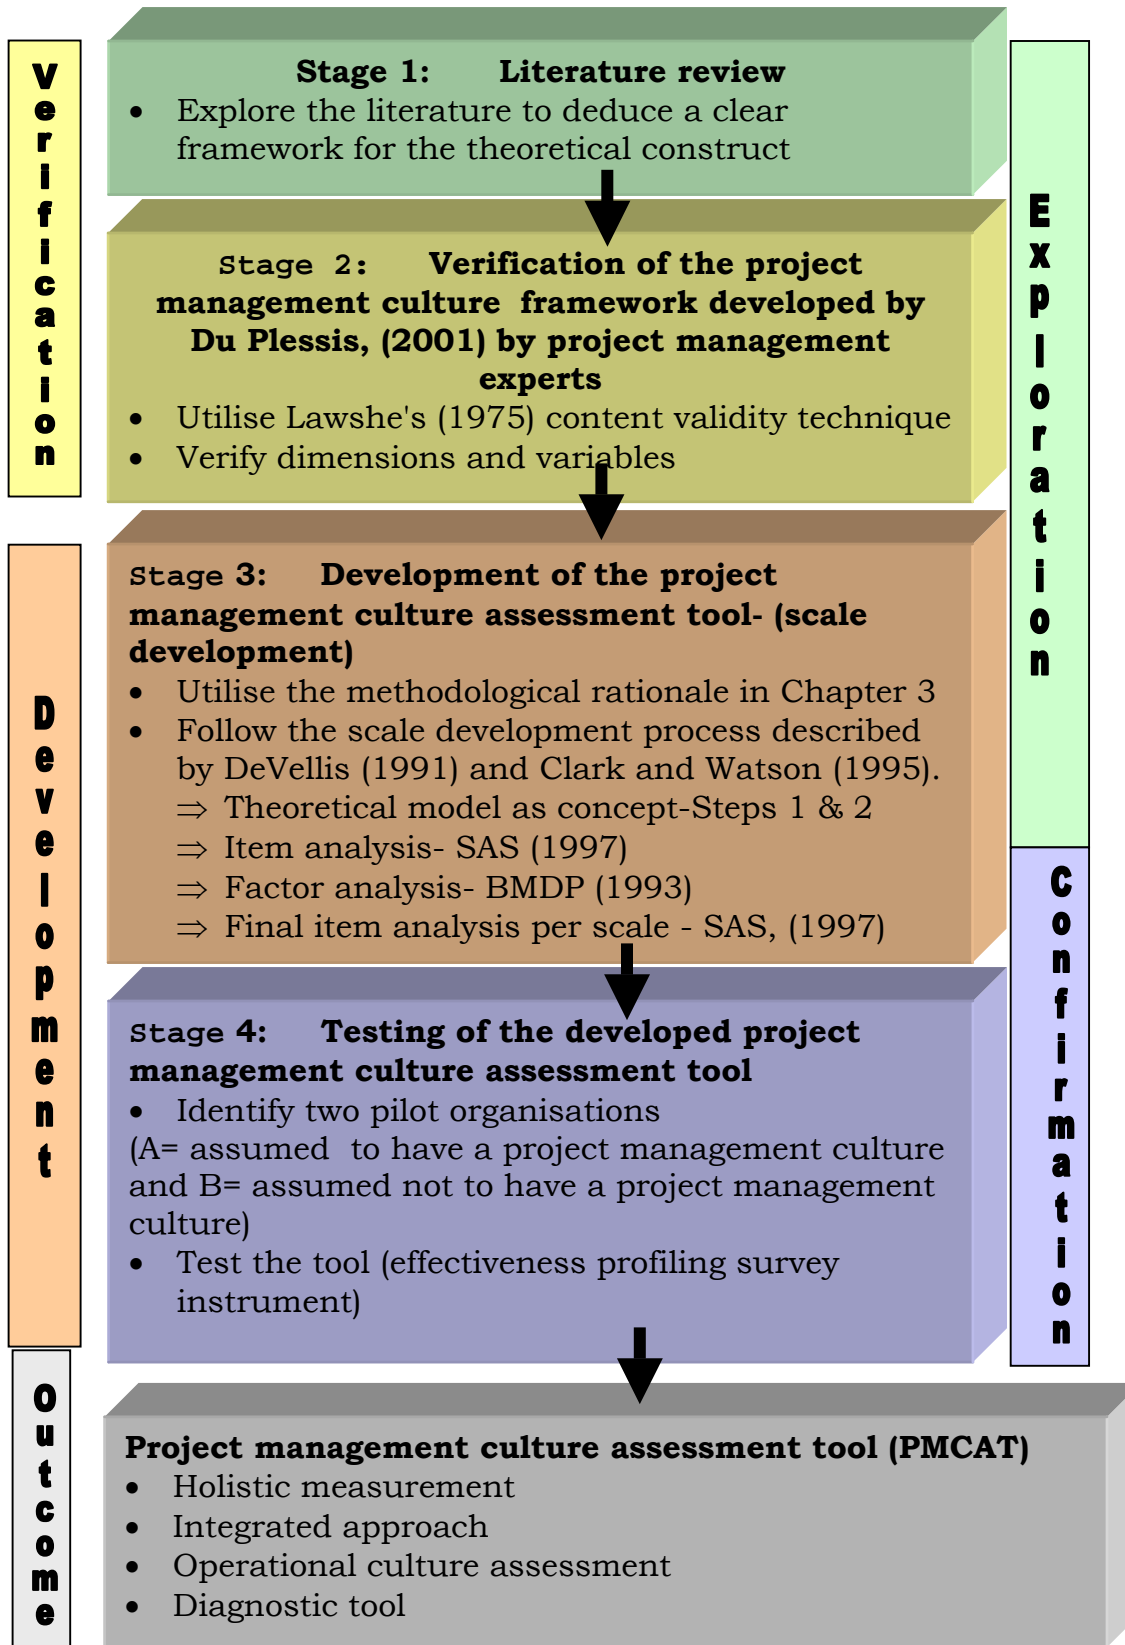 Verification
Stage 1: Literature review
• Explore the literature to deduce a clear
framework for the theoretical construct
Exploration
Stage 2: Verification of the project
management culture framework developed by
Du Plessis, (2001) by project management
experts
• Utilise Lawshe's (1975) content validity technique
• Verify dimensions and variables
Development
Stage 3: Development of the project
management culture assessment tool- (scale
development)
• Utilise the methodological rationale in Chapter 3
• Follow the scale development process described
by DeVellis (1991) and Clark and Watson (1995).
⇒ Theoretical model as concept-Steps 1 & 2
⇒ Item analysis- SAS (1997)
⇒ Factor analysis- BMDP (1993)
⇒ Final item analysis per scale - SAS, (1997)
Confirmation
Stage 4: Testing of the developed project
management culture assessment tool
• Identify two pilot organisations
(A= assumed to have a project management culture
and B= assumed not to have a project management
culture)
• Test the tool (effectiveness profiling survey
instrument)
Outcome
Project management culture assessment tool (PMCAT)
• Holistic measurement
• Integrated approach
• Operational culture assessment
• Diagnostic tool